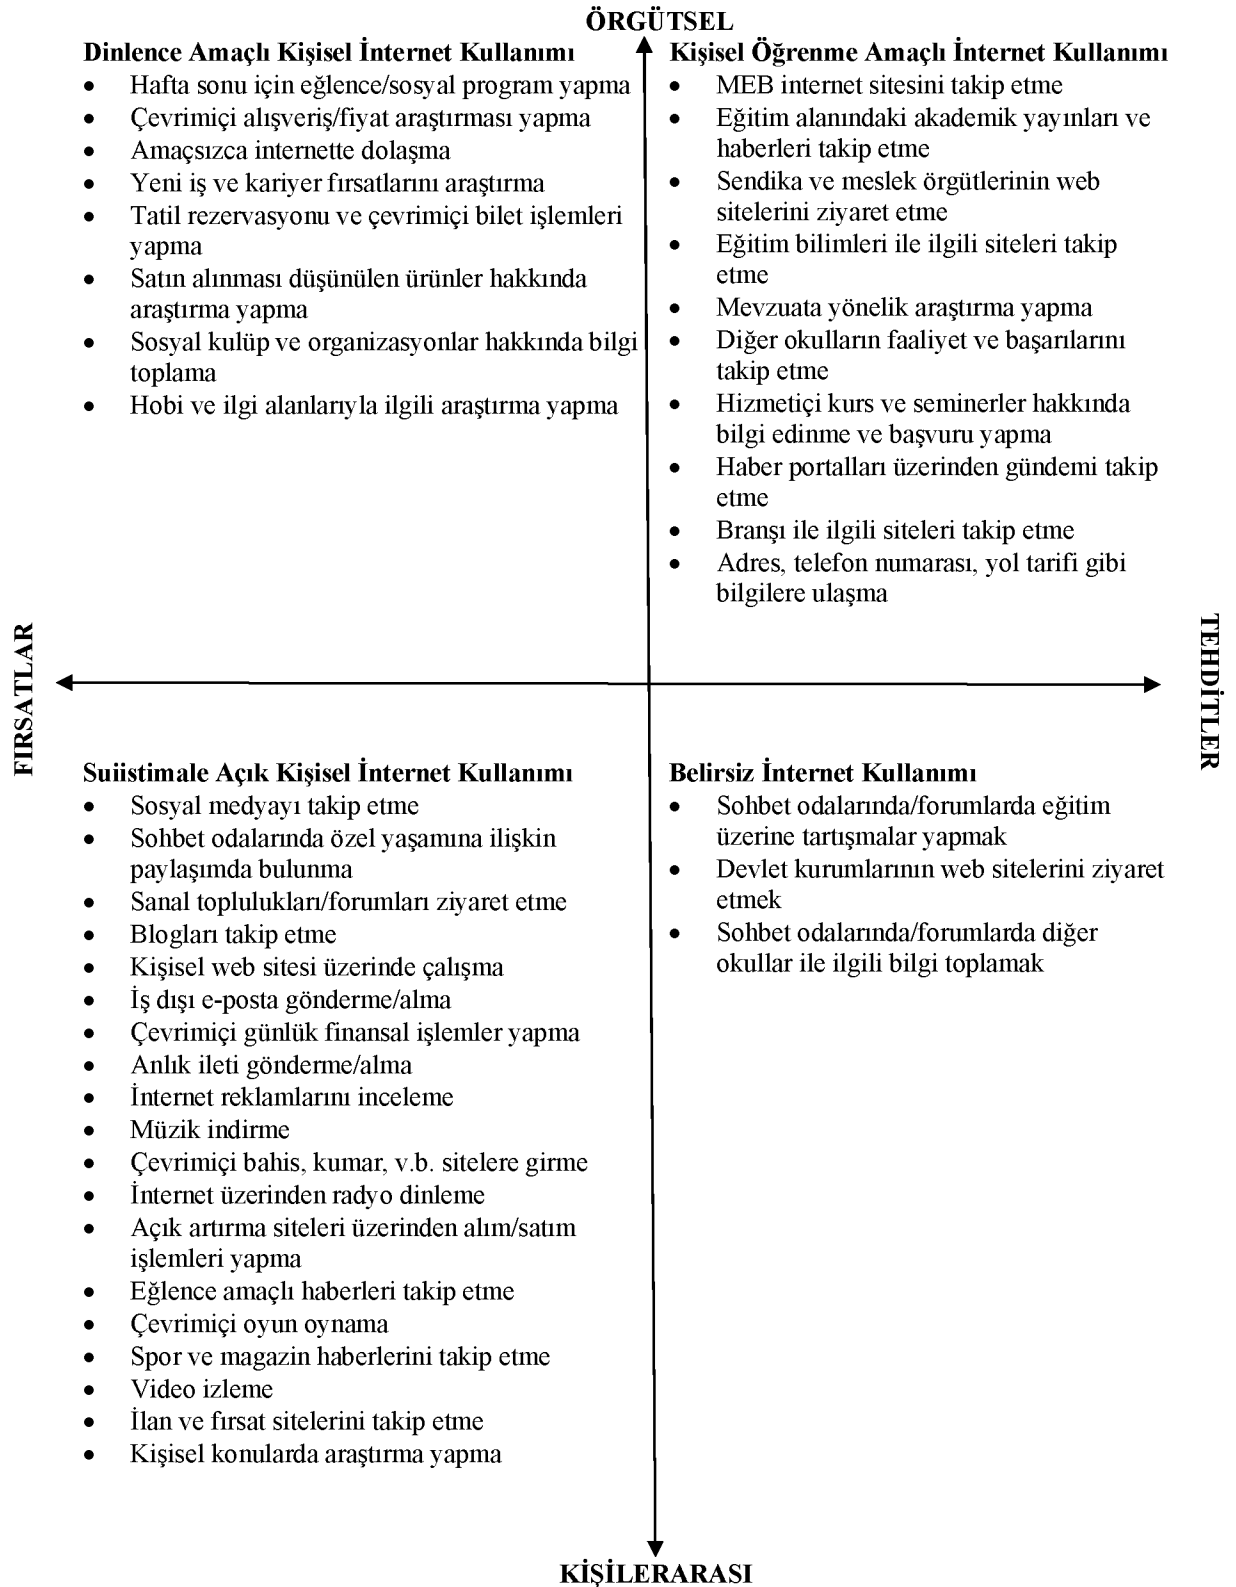 ÖRGÜTSEL
Dinlence Amaçlı Kişisel İnternet Kullanımı
• Hafta sonu için eğlence/sosyal program yapma
• Çevrimiçi alışveriş/fiyat araştırması yapma
• Amaçsızca internette dolaşma
• Yeni iş ve kariyer fırsatlarını araştırma
• Tatil rezervasyonu ve çevrimiçi bilet işlemleri
yapma
• Satın alınması düşünülen ürünler hakkında
araştırma yapma
• Sosyal kulüp ve organizasyonlar hakkında bilgi
toplama
• Hobi ve ilgi alanlarıyla ilgili araştırma yapma
Kişisel Öğrenme Amaçlı İnternet Kullanımı
• MEB internet sitesini takip etme
• Eğitim alanındaki akademik yayınları ve
haberleri takip etme
• Sendika ve meslek örgütlerinin web
sitelerini ziyaret etme
• Eğitim bilimleri ile ilgili siteleri takip
etme
• Mevzuata yönelik araştırma yapma
• Diğer okulların faaliyet ve başarılarını
takip etme
• Hizmetiçi kurs ve seminerler hakkında
bilgi edinme ve başvuru yapma
• Haber portalları üzerinden gündemi takip
etme
• Branşı ile ilgili siteleri takip etme
• Adres, telefon numarası, yol tarifi gibi
bilgilere ulaşma
FIRSATLAR
TEHDİTLER
Suiistimale Açık Kişisel İnternet Kullanımı
• Sosyal medyayı takip etme
• Sohbet odalarında özel yaşamına ilişkin
paylaşımda bulunma
• Sanal toplulukları/forumları ziyaret etme
• Blogları takip etme
• Kişisel web sitesi üzerinde çalışma
• İş dışı e-posta gönderme/alma
• Çevrimiçi günlük finansal işlemler yapma
• Anlık ileti gönderme/alma
• İnternet reklamlarını inceleme
• Müzik indirme
• Çevrimiçi bahis, kumar, v.b. sitelere girme
• İnternet üzerinden radyo dinleme
• Açık artırma siteleri üzerinden alım/satım
işlemleri yapma
• Eğlence amaçlı haberleri takip etme
• Çevrimiçi oyun oynama
• Spor ve magazin haberlerini takip etme
• Video izleme
• İlan ve fırsat sitelerini takip etme
• Kişisel konularda araştırma yapma
Belirsiz İnternet Kullanımı
• Sohbet odalarında/forumlarda eğitim
üzerine tartışmalar yapmak
• Devlet kurumlarının web sitelerini ziyaret
etmek
• Sohbet odalarında/forumlarda diğer
okullar ile ilgili bilgi toplamak
KİŞİLERARASI